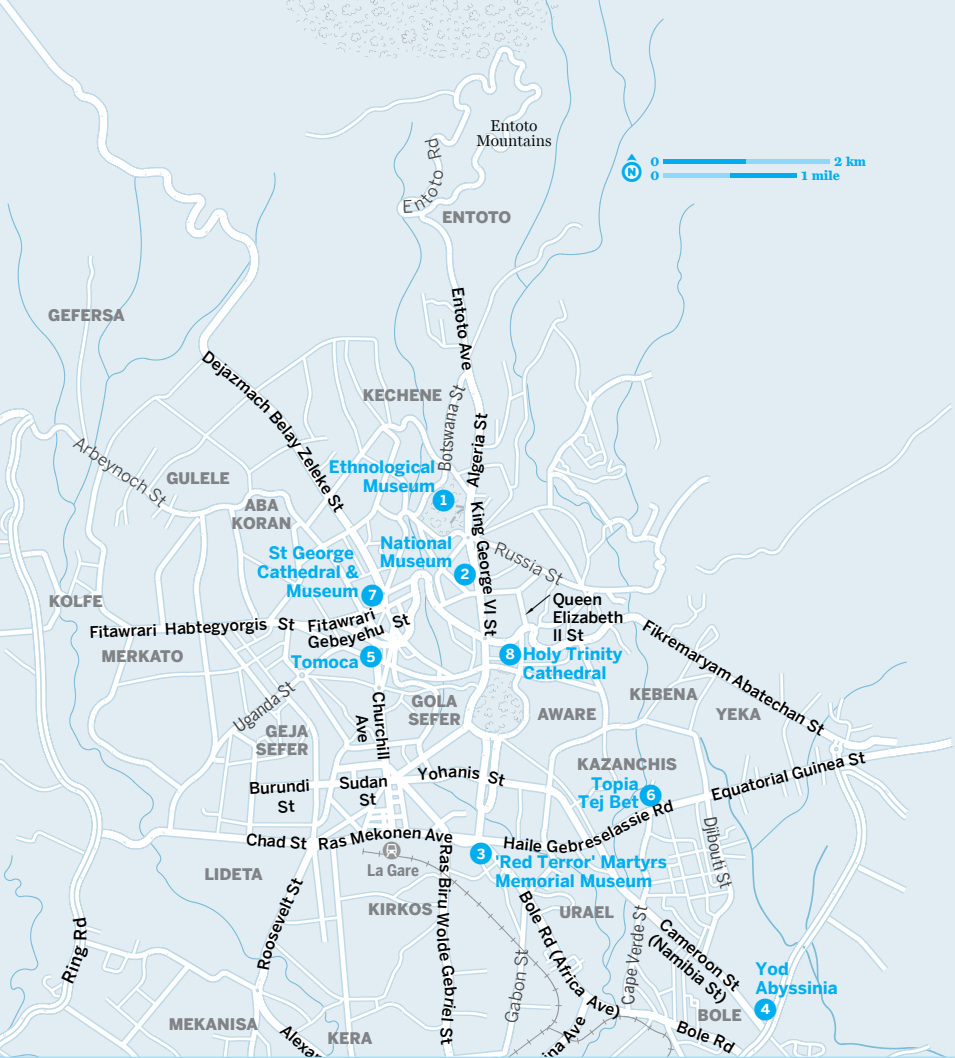 Entoto
Mountains
0
2 km
0
1 mile
N
Entoto Rd
ENTOTO
GEFERSA
Entoto Ave
Dejazmach Belay Zeleke St
KECHENE
Botswana St
Algeria St
Arbeynoch St
GULELE
Ethnological
Museum
1
ABA
KORAN
King George VI St
National
Museum
2
Russia St
St George
Cathedral &
Museum
7
KOLFE
Queen
Elizabeth
II St
Fitawrari Habtegyorgis St
Fitawrari
Gebeyehu St
Fikremaryam Abatechan St
MERKATO
Tomoca
5
8
Holy Trinity
Cathedral
KEBENA
YEKA
Uganda St
Churchill
Ave
GOLA
SEFER
AWARE
GEJA
SEFER
KAZANCHIS
Equatorial Guinea St
Burundi
St
Sudan
St
Yohanis St
Topia
Tej Bet
6
Haile Gebreselassie Rd
Djibouti St
Chad St
Ras Mekonen Ave
La Gare
3
'Red Terror' Martyrs
Memorial Museum
LIDETA
KIRKOS
Ras Biru Wolde Gebriel St
URAEL
Roosevelt St
Ring Rd
Bole Rd (Africa Ave)
Gabon St
Cape Verde St
Cameroon St
(Namibia St)
Yod
Abyssinia
4
BOLE
MEKANISA
KERA
Bole Rd